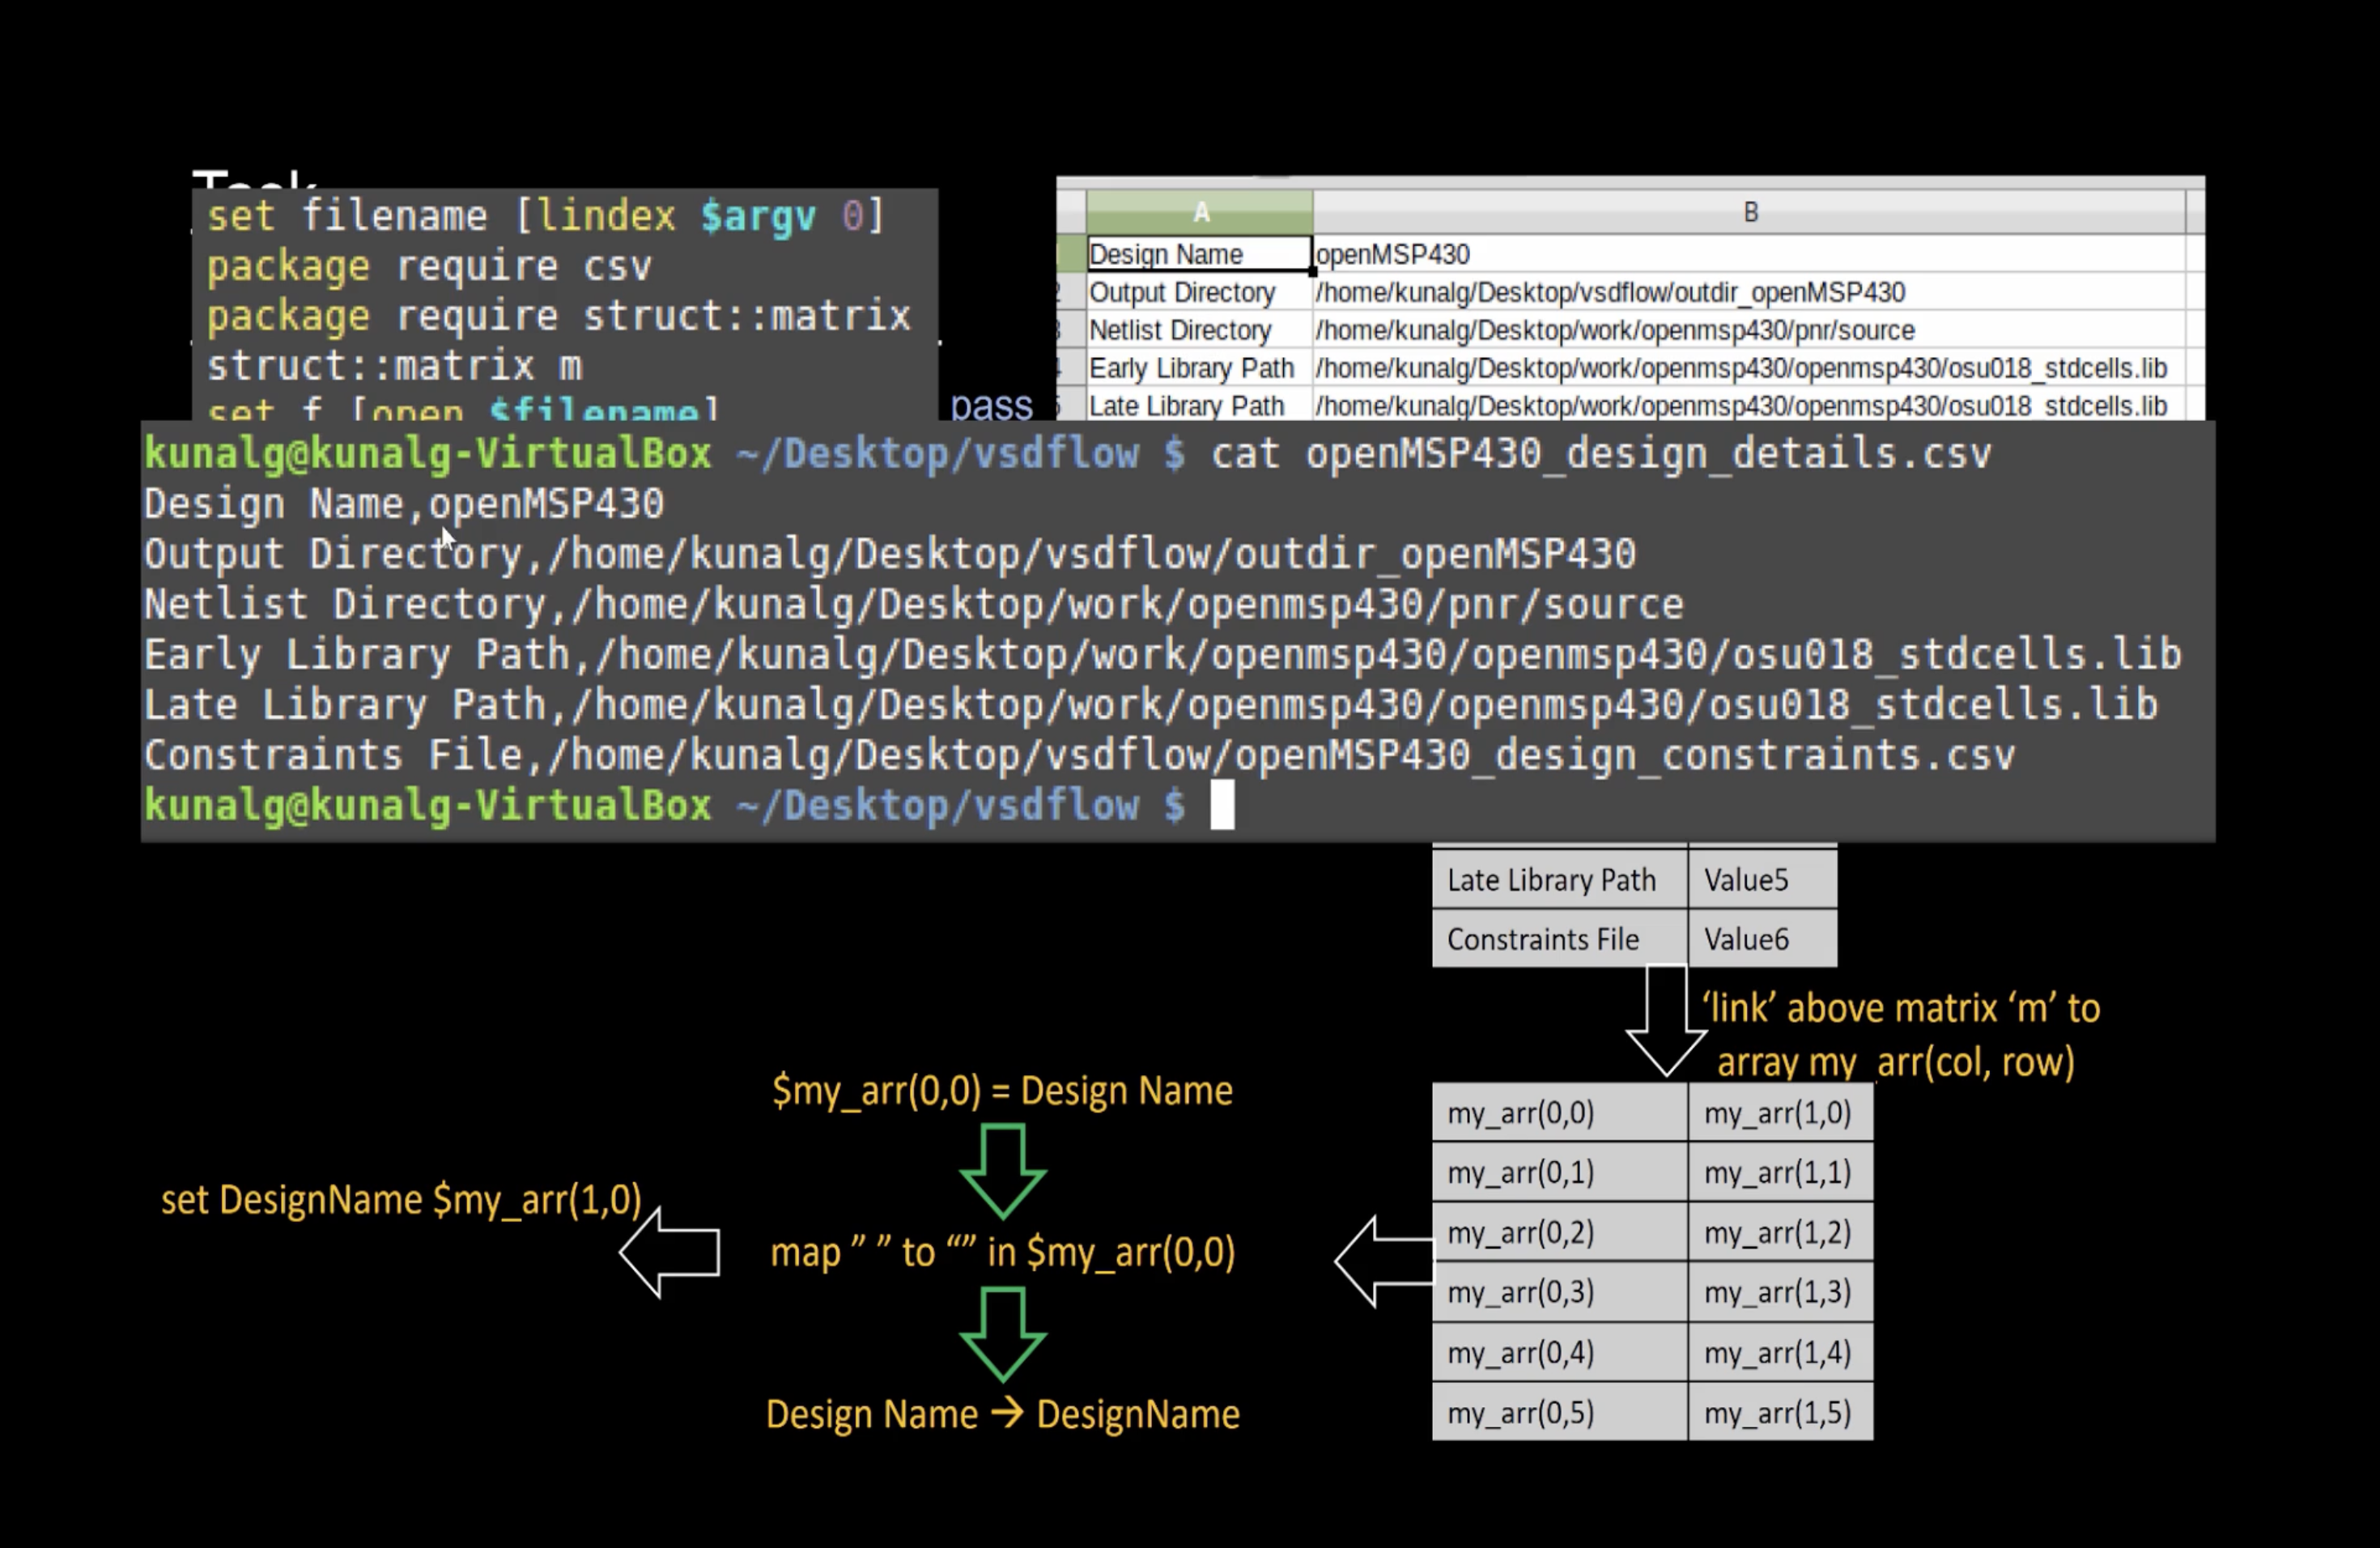 Task
set filename [lindex $argv 0]
package require csv
package require struct::matrix
struct::matrix m
set f [open $filename]
pass
A B
Design Name openMSP430
2 Output Directory /home/kunalg/Desktop/vsdflow/outdir_openMSP430
3 Netlist Directory /home/kunalg/Desktop/work/openmsp430/pnr/source
4 Early Library Path /home/kunalg/Desktop/work/openmsp430/openmsp430/osu018_stdcells.lib
5 Late Library Path /home/kunalg/Desktop/work/openmsp430/openmsp430/osu018_stdcells.lib
kunalg@kunalg-VirtualBox ~/Desktop/vsdflow $ cat openMSP430_design_details.csv
Design Name,openMSP430
Output Directory,/home/kunalg/Desktop/vsdflow/outdir_openMSP430
Netlist Directory,/home/kunalg/Desktop/work/openmsp430/pnr/source
Early Library Path,/home/kunalg/Desktop/work/openmsp430/openmsp430/osu018_stdcells.lib
Late Library Path,/home/kunalg/Desktop/work/openmsp430/openmsp430/osu018_stdcells.lib
Constraints File,/home/kunalg/Desktop/vsdflow/openMSP430_design_constraints.csv
kunalg@kunalg-VirtualBox ~/Desktop/vsdflow $
Late Library Path Value5
Constraints File Value6
‘link’ above matrix ‘m’ to
array my_arr(col, row)
my_arr(0,0) my_arr(1,0)
my_arr(0,1) my_arr(1,1)
my_arr(0,2) my_arr(1,2)
my_arr(0,3) my_arr(1,3)
my_arr(0,4) my_arr(1,4)
my_arr(0,5) my_arr(1,5)
$my_arr(0,0) = Design Name
map ” ” to “” in $my_arr(0,0)
Design Name → DesignName
set DesignName $my_arr(1,0)